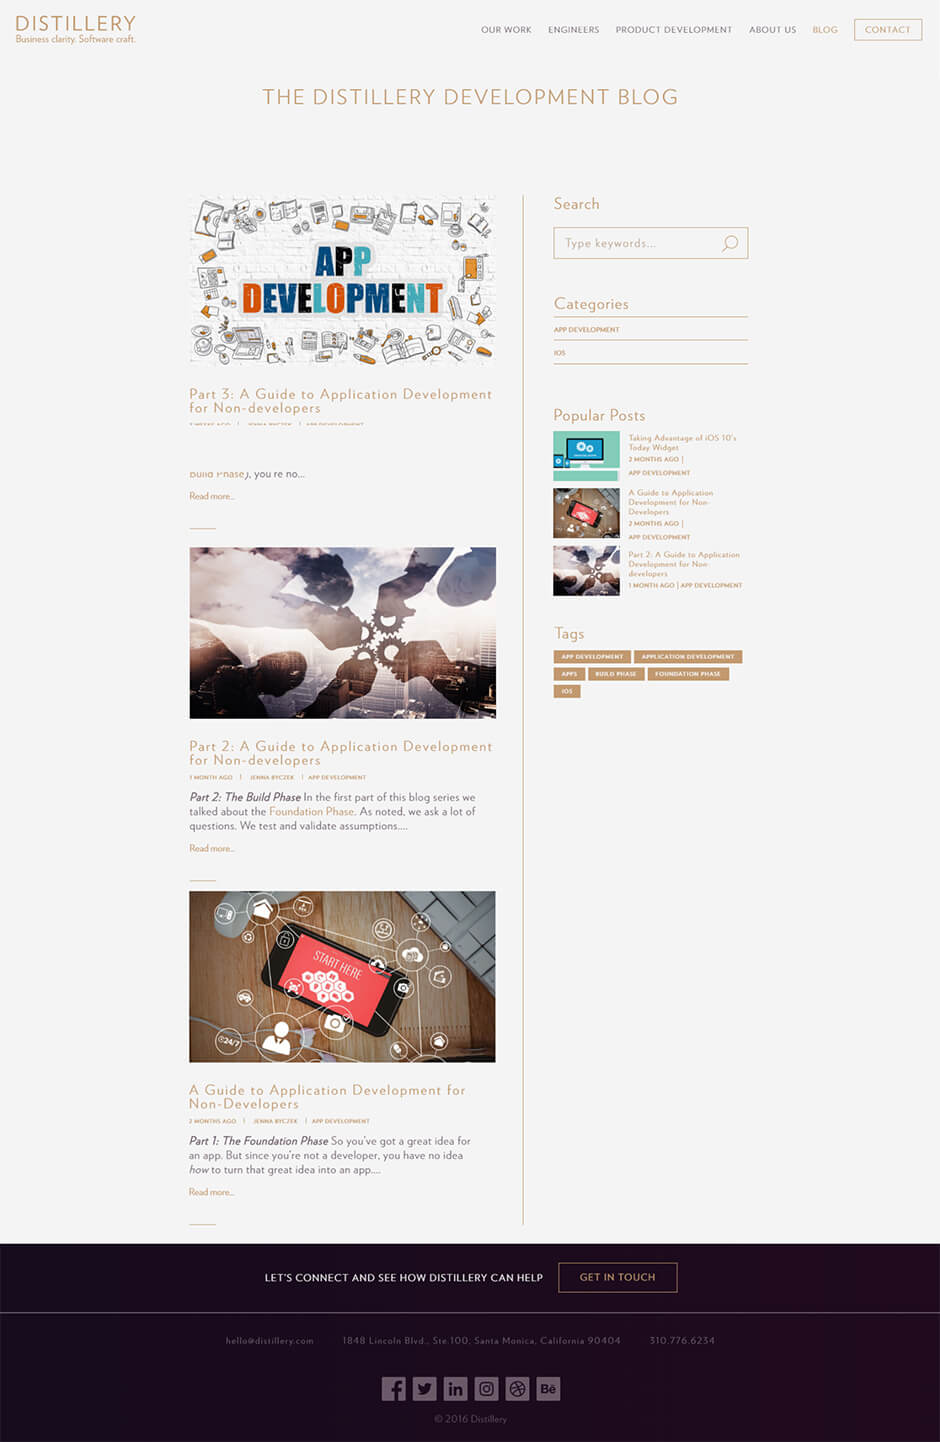 DISTILLERY
Business clarity. Software craft.
OUR WORK ENGINEERS PRODUCT DEVELOPMENT ABOUT US BLOG CONTACT
THE DISTILLERY DEVELOPMENT BLOG
APP
DEVELOPMENT
Part 3: A Guide to Application Development
for Non-developers
WEEKS AGO | JENNA BYCZEK | APP DEVELOPMENT
Build Phase), you're no...
Read more...
Part 2: A Guide to Application Development
for Non-developers
1 MONTH AGO | JENNA BYCZEK | APP DEVELOPMENT
Part 2: The Build Phase In the first part of this blog series we
talked about the Foundation Phase. As noted, we ask a lot of
questions. We test and validate assumptions....
Read more...
START HERE
24/7
A Guide to Application Development for
Non-Developers
2 MONTHS AGO | JENNA BYCZEK | APP DEVELOPMENT
Part 1: The Foundation Phase So you've got a great idea for
an app. But since you're not a developer, you have no idea
how to turn that great idea into an app....
Read more...
Search
Type keywords...
Categories
APP DEVELOPMENT
IOS
Popular Posts
Taking Advantage of iOS 10's
Today Widget
2 MONTHS AGO |
APP DEVELOPMENT
A Guide to Application
Development for Non-
Developers
2 MONTHS AGO |
APP DEVELOPMENT
Part 2: A Guide to Application
Development for Non-
developers
1 MONTH AGO | APP DEVELOPMENT
Tags
APP DEVELOPMENT APPLICATION DEVELOPMENT
APPS BUILD PHASE FOUNDATION PHASE
IOS
LET'S CONNECT AND SEE HOW DISTILLERY CAN HELP GET IN TOUCH
hello@distillery.com 1848 Lincoln Blvd., Ste.100, Santa Monica, California 90404 310.776.6234
f in Bē
© 2016 Distillery